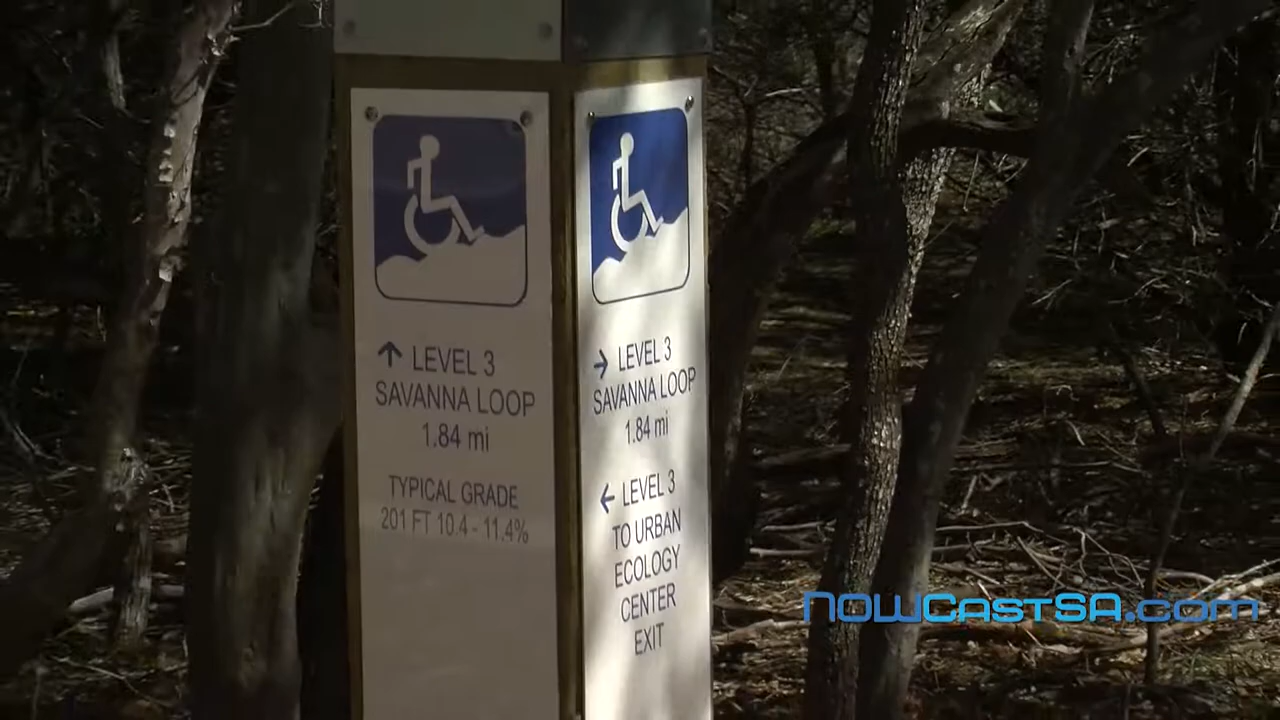 ↑ LEVEL 3
SAVANNA LOOP
1.84 mi
TYPICAL GRADE
201 FT 10.4 - 11.4%
→ LEVEL 3
SAVANNA LOOP
1.84 mi
← LEVEL 3
TO URBAN
ECOLOGY
CENTER
EXIT
NOWCastSA.com